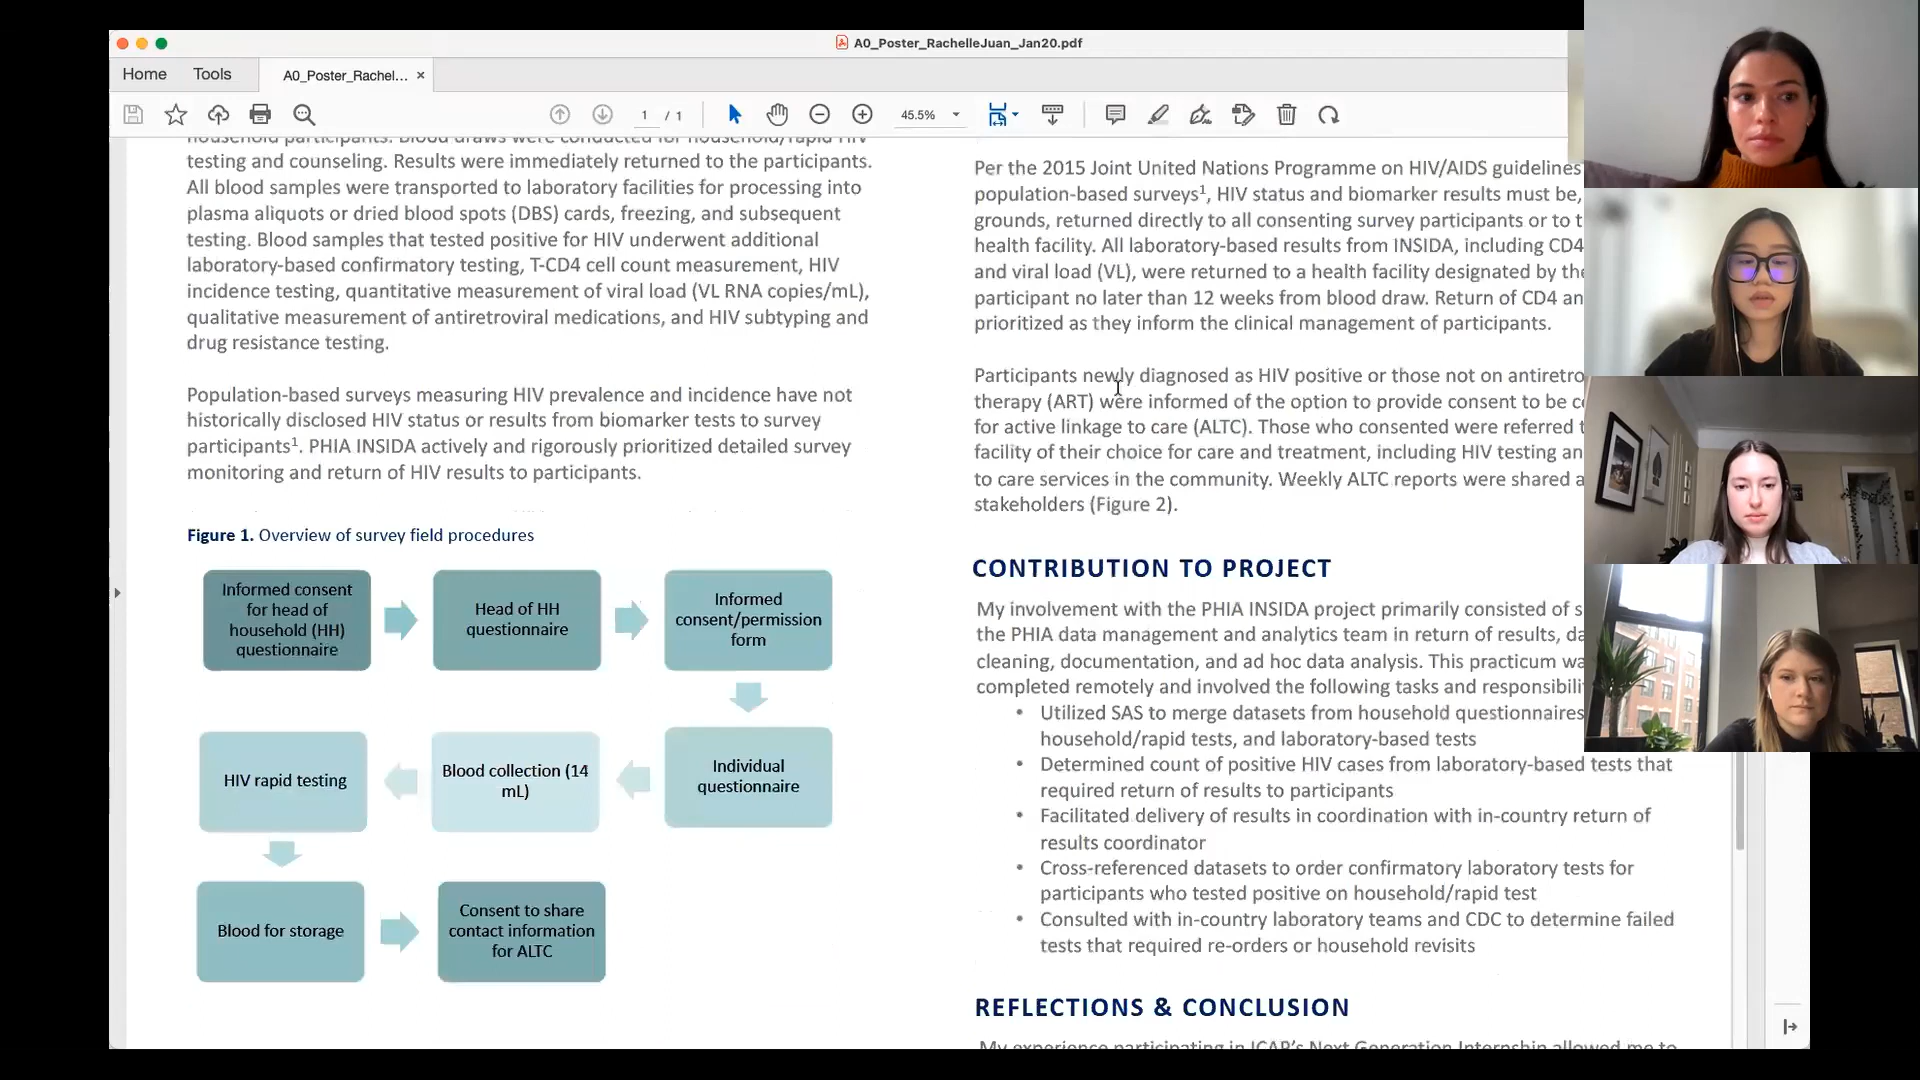 A0_Poster_RachelleJuan_Jan20.pdf
Home
Tools
A0_Poster_Rachel...
1 / 1
45.5%
household participants. Blood draws were conducted for household/rapid HIV
testing and counseling. Results were immediately returned to the participants.
All blood samples were transported to laboratory facilities for processing into
plasma aliquots or dried blood spots (DBS) cards, freezing, and subsequent
testing. Blood samples that tested positive for HIV underwent additional
laboratory-based confirmatory testing, T-CD4 cell count measurement, HIV
incidence testing, quantitative measurement of viral load (VL RNA copies/mL),
qualitative measurement of antiretroviral medications, and HIV subtyping and
drug resistance testing.
Population-based surveys measuring HIV prevalence and incidence have not
historically disclosed HIV status or results from biomarker tests to survey
participants¹. PHIA INSIDA actively and rigorously prioritized detailed survey
monitoring and return of HIV results to participants.
Figure 1. Overview of survey field procedures
Informed consent
for head of
household (HH)
questionnaire
Head of HH
questionnaire
Informed
consent/permission
form
Individual
questionnaire
Blood collection (14
mL)
HIV rapid testing
Blood for storage
Consent to share
contact information
for ALTC
Per the 2015 Joint United Nations Programme on HIV/AIDS guidelines
population-based surveys¹, HIV status and biomarker results must be,
grounds, returned directly to all consenting survey participants or to t
health facility. All laboratory-based results from INSIDA, including CD4
and viral load (VL), were returned to a health facility designated by the
participant no later than 12 weeks from blood draw. Return of CD4 an
prioritized as they inform the clinical management of participants.
Participants newly diagnosed as HIV positive or those not on antiretro
therapy (ART) were informed of the option to provide consent to be c
for active linkage to care (ALTC). Those who consented were referred t
facility of their choice for care and treatment, including HIV testing an
to care services in the community. Weekly ALTC reports were shared a
stakeholders (Figure 2).
CONTRIBUTION TO PROJECT
My involvement with the PHIA INSIDA project primarily consisted of s
the PHIA data management and analytics team in return of results, da
cleaning, documentation, and ad hoc data analysis. This practicum wa
completed remotely and involved the following tasks and responsibili
• Utilized SAS to merge datasets from household questionnaires
household/rapid tests, and laboratory-based tests
• Determined count of positive HIV cases from laboratory-based tests that
required return of results to participants
• Facilitated delivery of results in coordination with in-country return of
results coordinator
• Cross-referenced datasets to order confirmatory laboratory tests for
participants who tested positive on household/rapid test
• Consulted with in-country laboratory teams and CDC to determine failed
tests that required re-orders or household revisits
REFLECTIONS & CONCLUSION
My experience participating in ICAP's Next Generation Internship allowed me to